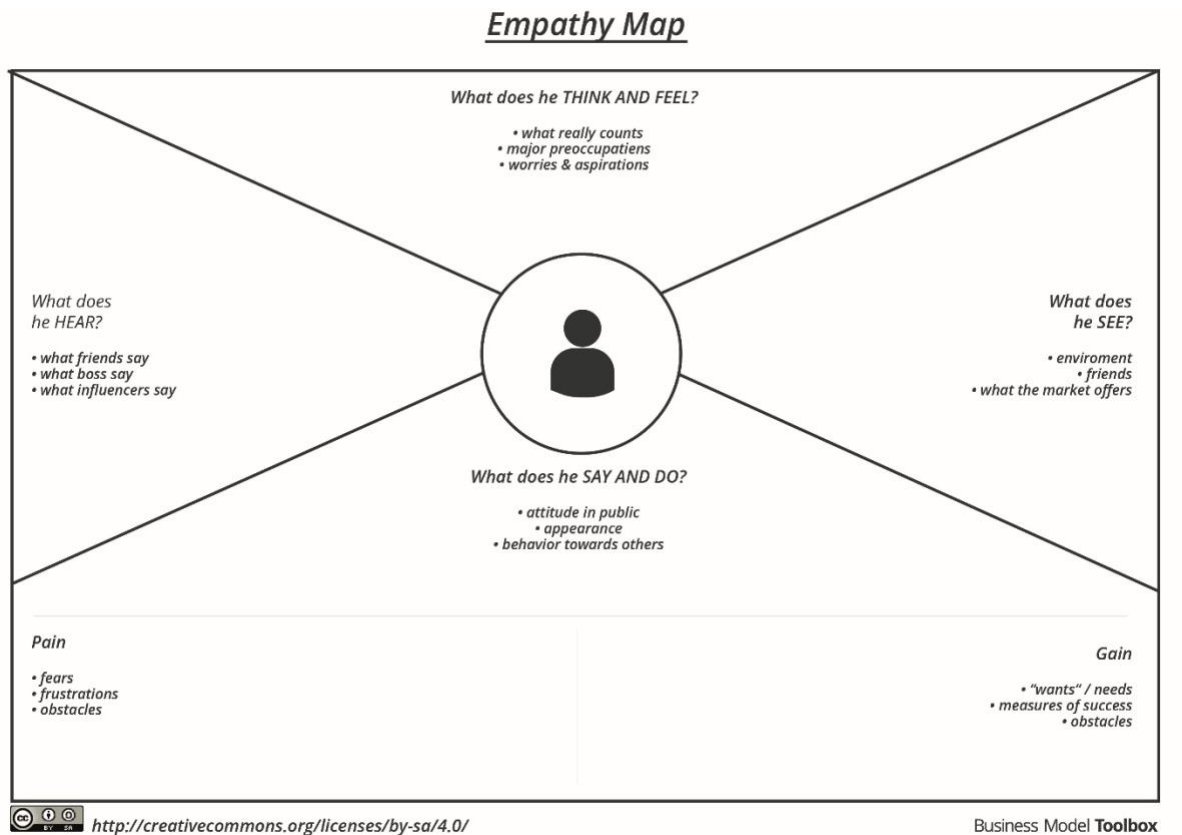 Empathy Map
What does he THINK AND FEEL?
• what really counts
• major preoccupatiens
• worries & aspirations
What does
he HEAR?
• what friends say
• what boss say
• what influencers say
What does
he SEE?
• enviroment
• friends
• what the market offers
What does he SAY AND DO?
• attitude in public
• appearance
• behavior towards others
Pain
• fears
• frustrations
• obstacles
Gain
• “wants“ / needs
• measures of success
• obstacles
cc BY SA
http://creativecommons.org/licenses/by-sa/4.0/
Business Model Toolbox